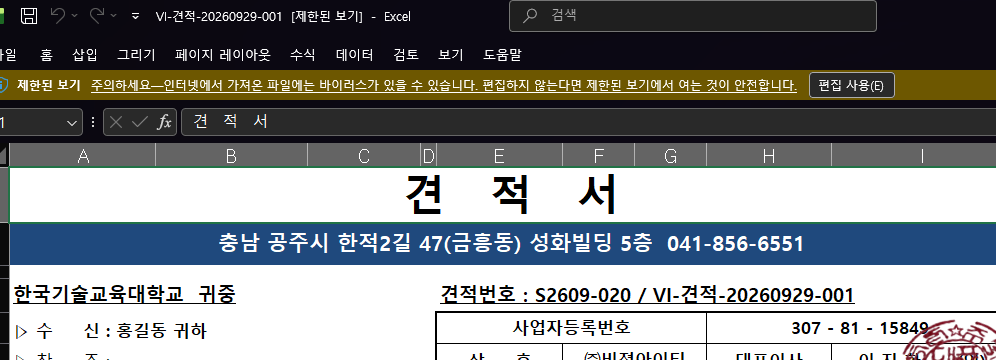 VI-견적-20260929-001 [제한된 보기] - Excel
검색
홈 삽입 그리기 페이지 레이아웃 수식 데이터 검토 보기 도움말
제한된 보기 주의하세요—인터넷에서 가져온 파일에는 바이러스가 있을 수 있습니다. 편집하지 않는다면 제한된 보기에서 여는 것이 안전합니다. 편집 사용(E)
fx 견 적 서
A B C D E F G H I
견 적 서
충남 공주시 한적2길 47(금흥동) 성화빌딩 5층 041-856-6551
한국기술교육대학교 귀중
견적번호 : S2609-020 / VI-견적-20260929-001
▷ 수 신 : 홍길동 귀하
사업자등록번호 307 - 81 - 15849
상 호 ㈜비젼아이티 대표이사